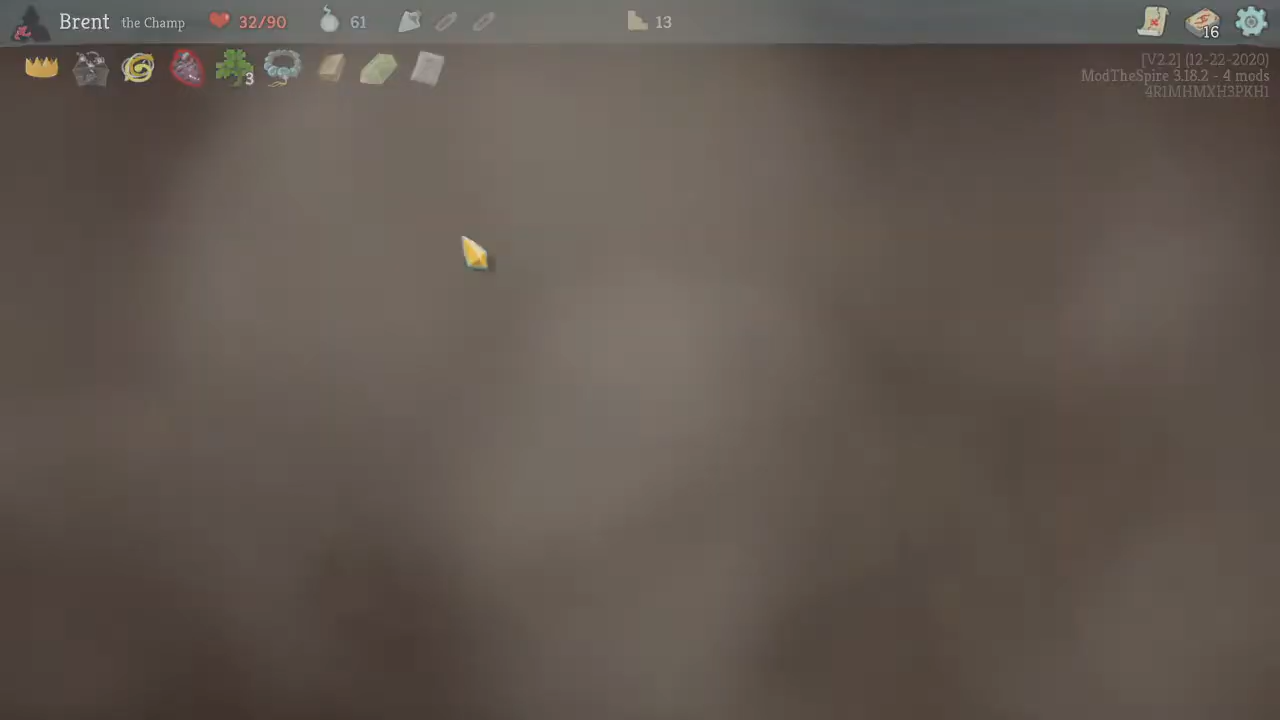 Brent the Champ 32/90 61 13
16
[V2.2] (12-22-2020)
ModTheSpire 3.18.2 - 4 mods
4R1MHMXH3PKH1
3